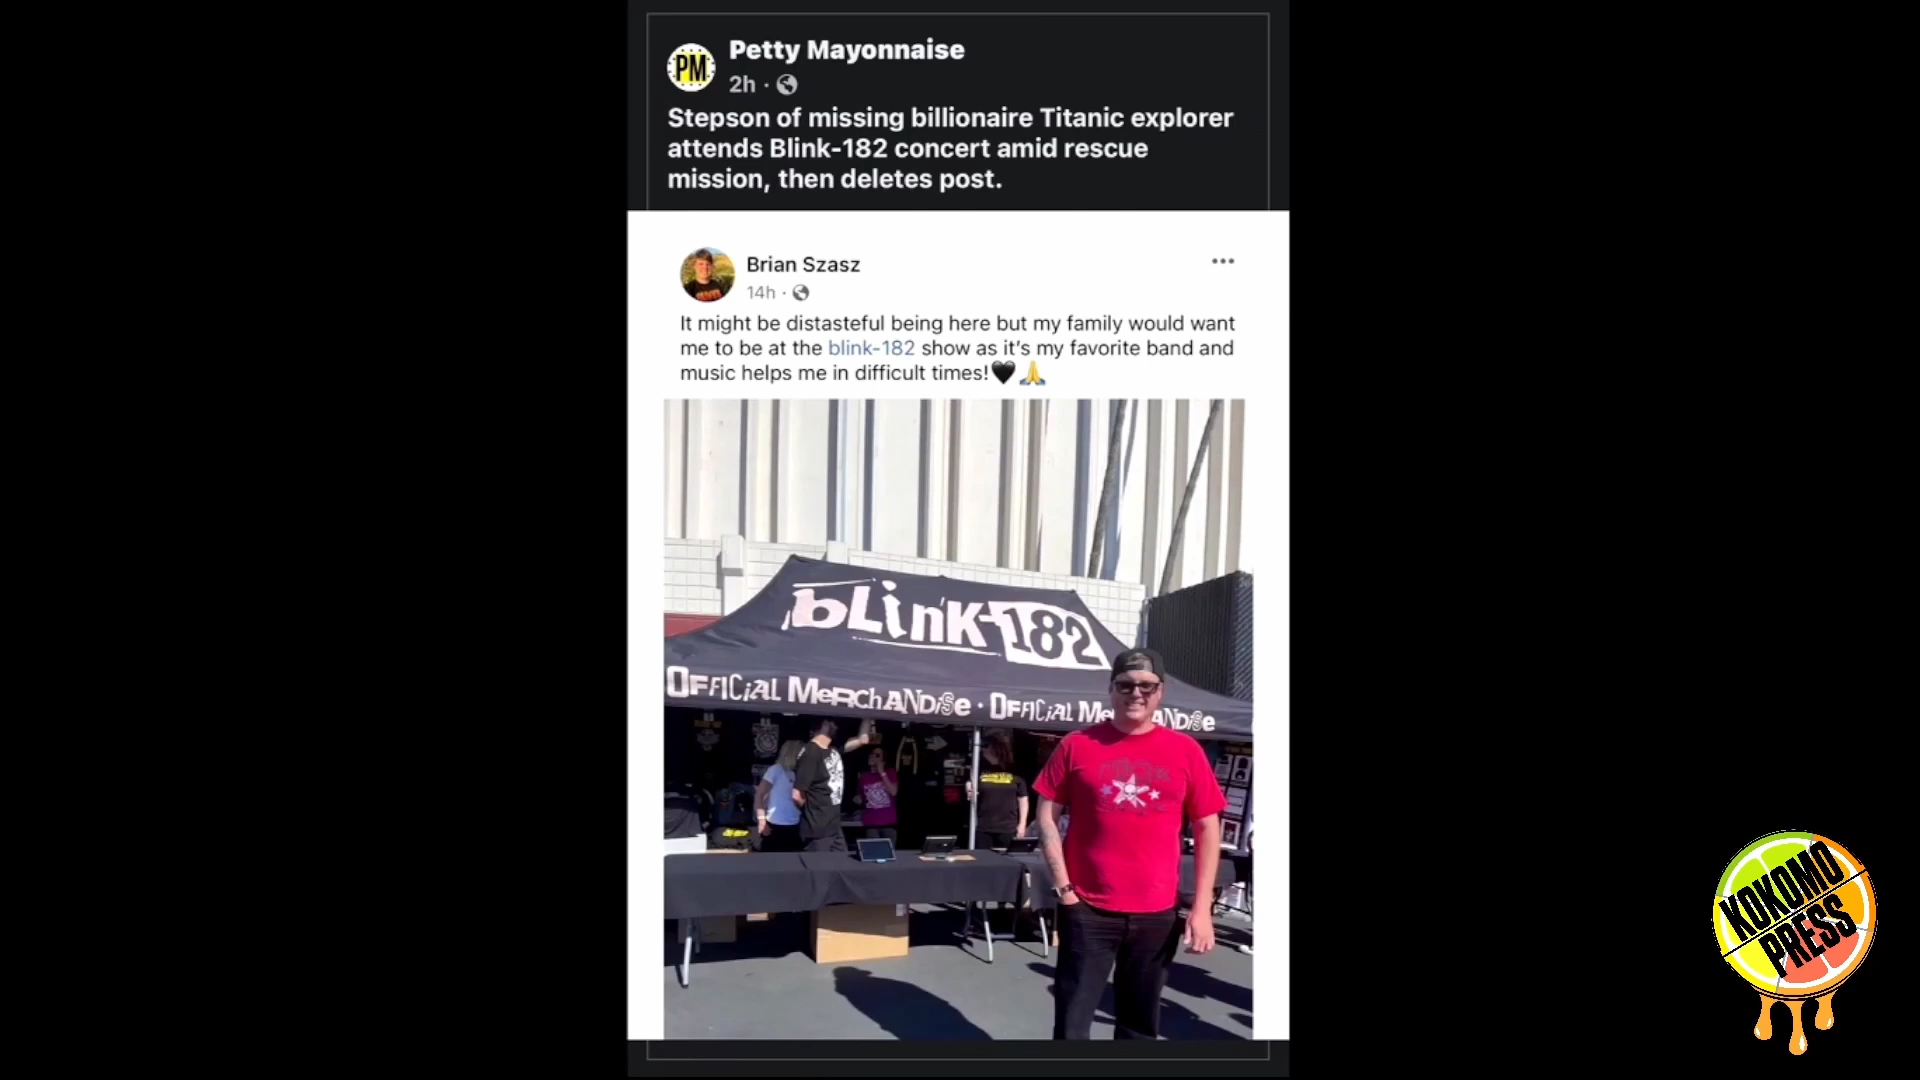 Petty Mayonnaise
PM
2h ·
Stepson of missing billionaire Titanic explorer
attends Blink-182 concert amid rescue
mission, then deletes post.
Brian Szasz
14h ·
It might be distasteful being here but my family would want
me to be at the blink-182 show as it's my favorite band and
music helps me in difficult times!🖤🙏
bLinK-182
OFFICiAL MeRChANDiSe · OFFICiAL Me ANDiSe
KOKOMO
PRESS